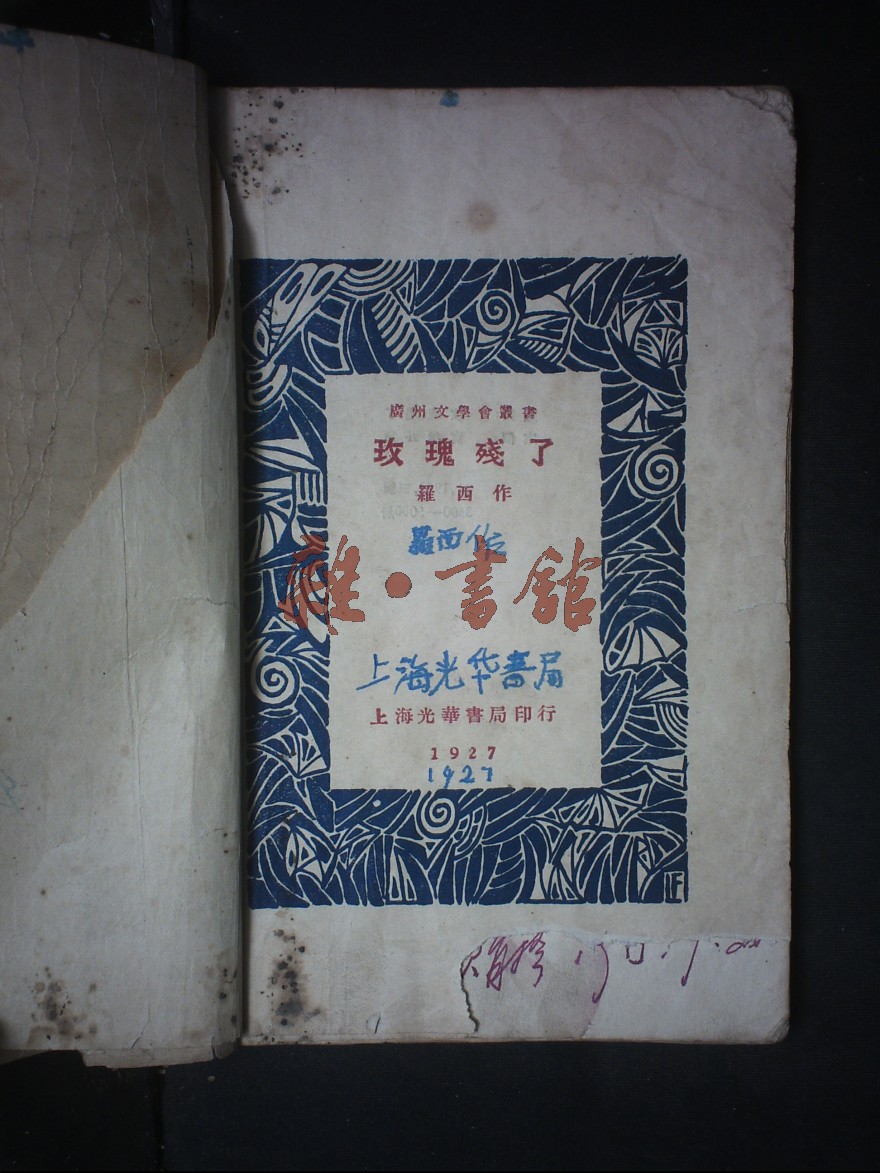 廣州文學會叢書
玫瑰殘了
羅西作
羅西作
雜·書館
上海光华書局
上海光華書局印行
1927
1927